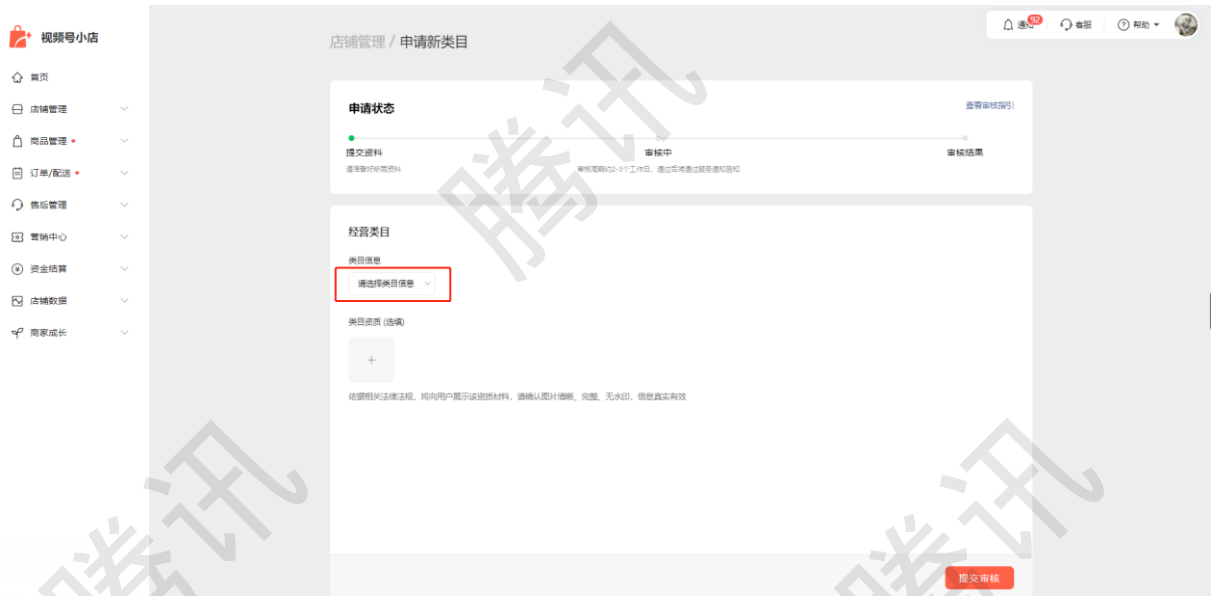 视频号小店
通知 92 客服 帮助
店铺管理 / 申请新类目
首页
店铺管理
商品管理
订单/配送
售后管理
营销中心
资金结算
店铺数据
商家成长
申请状态
查看审核指引
提交资料 审核中 审核结果
请准备好所需资料 审核周期约2-3个工作日，通过后将通过服务通知告知
经营类目
类目信息
请选择类目信息
类目资质 (选填)
依据相关法律法规，将向用户展示该资质材料，请确认图片清晰、完整、无水印，信息真实有效
提交审核
腾讯
腾讯
腾讯